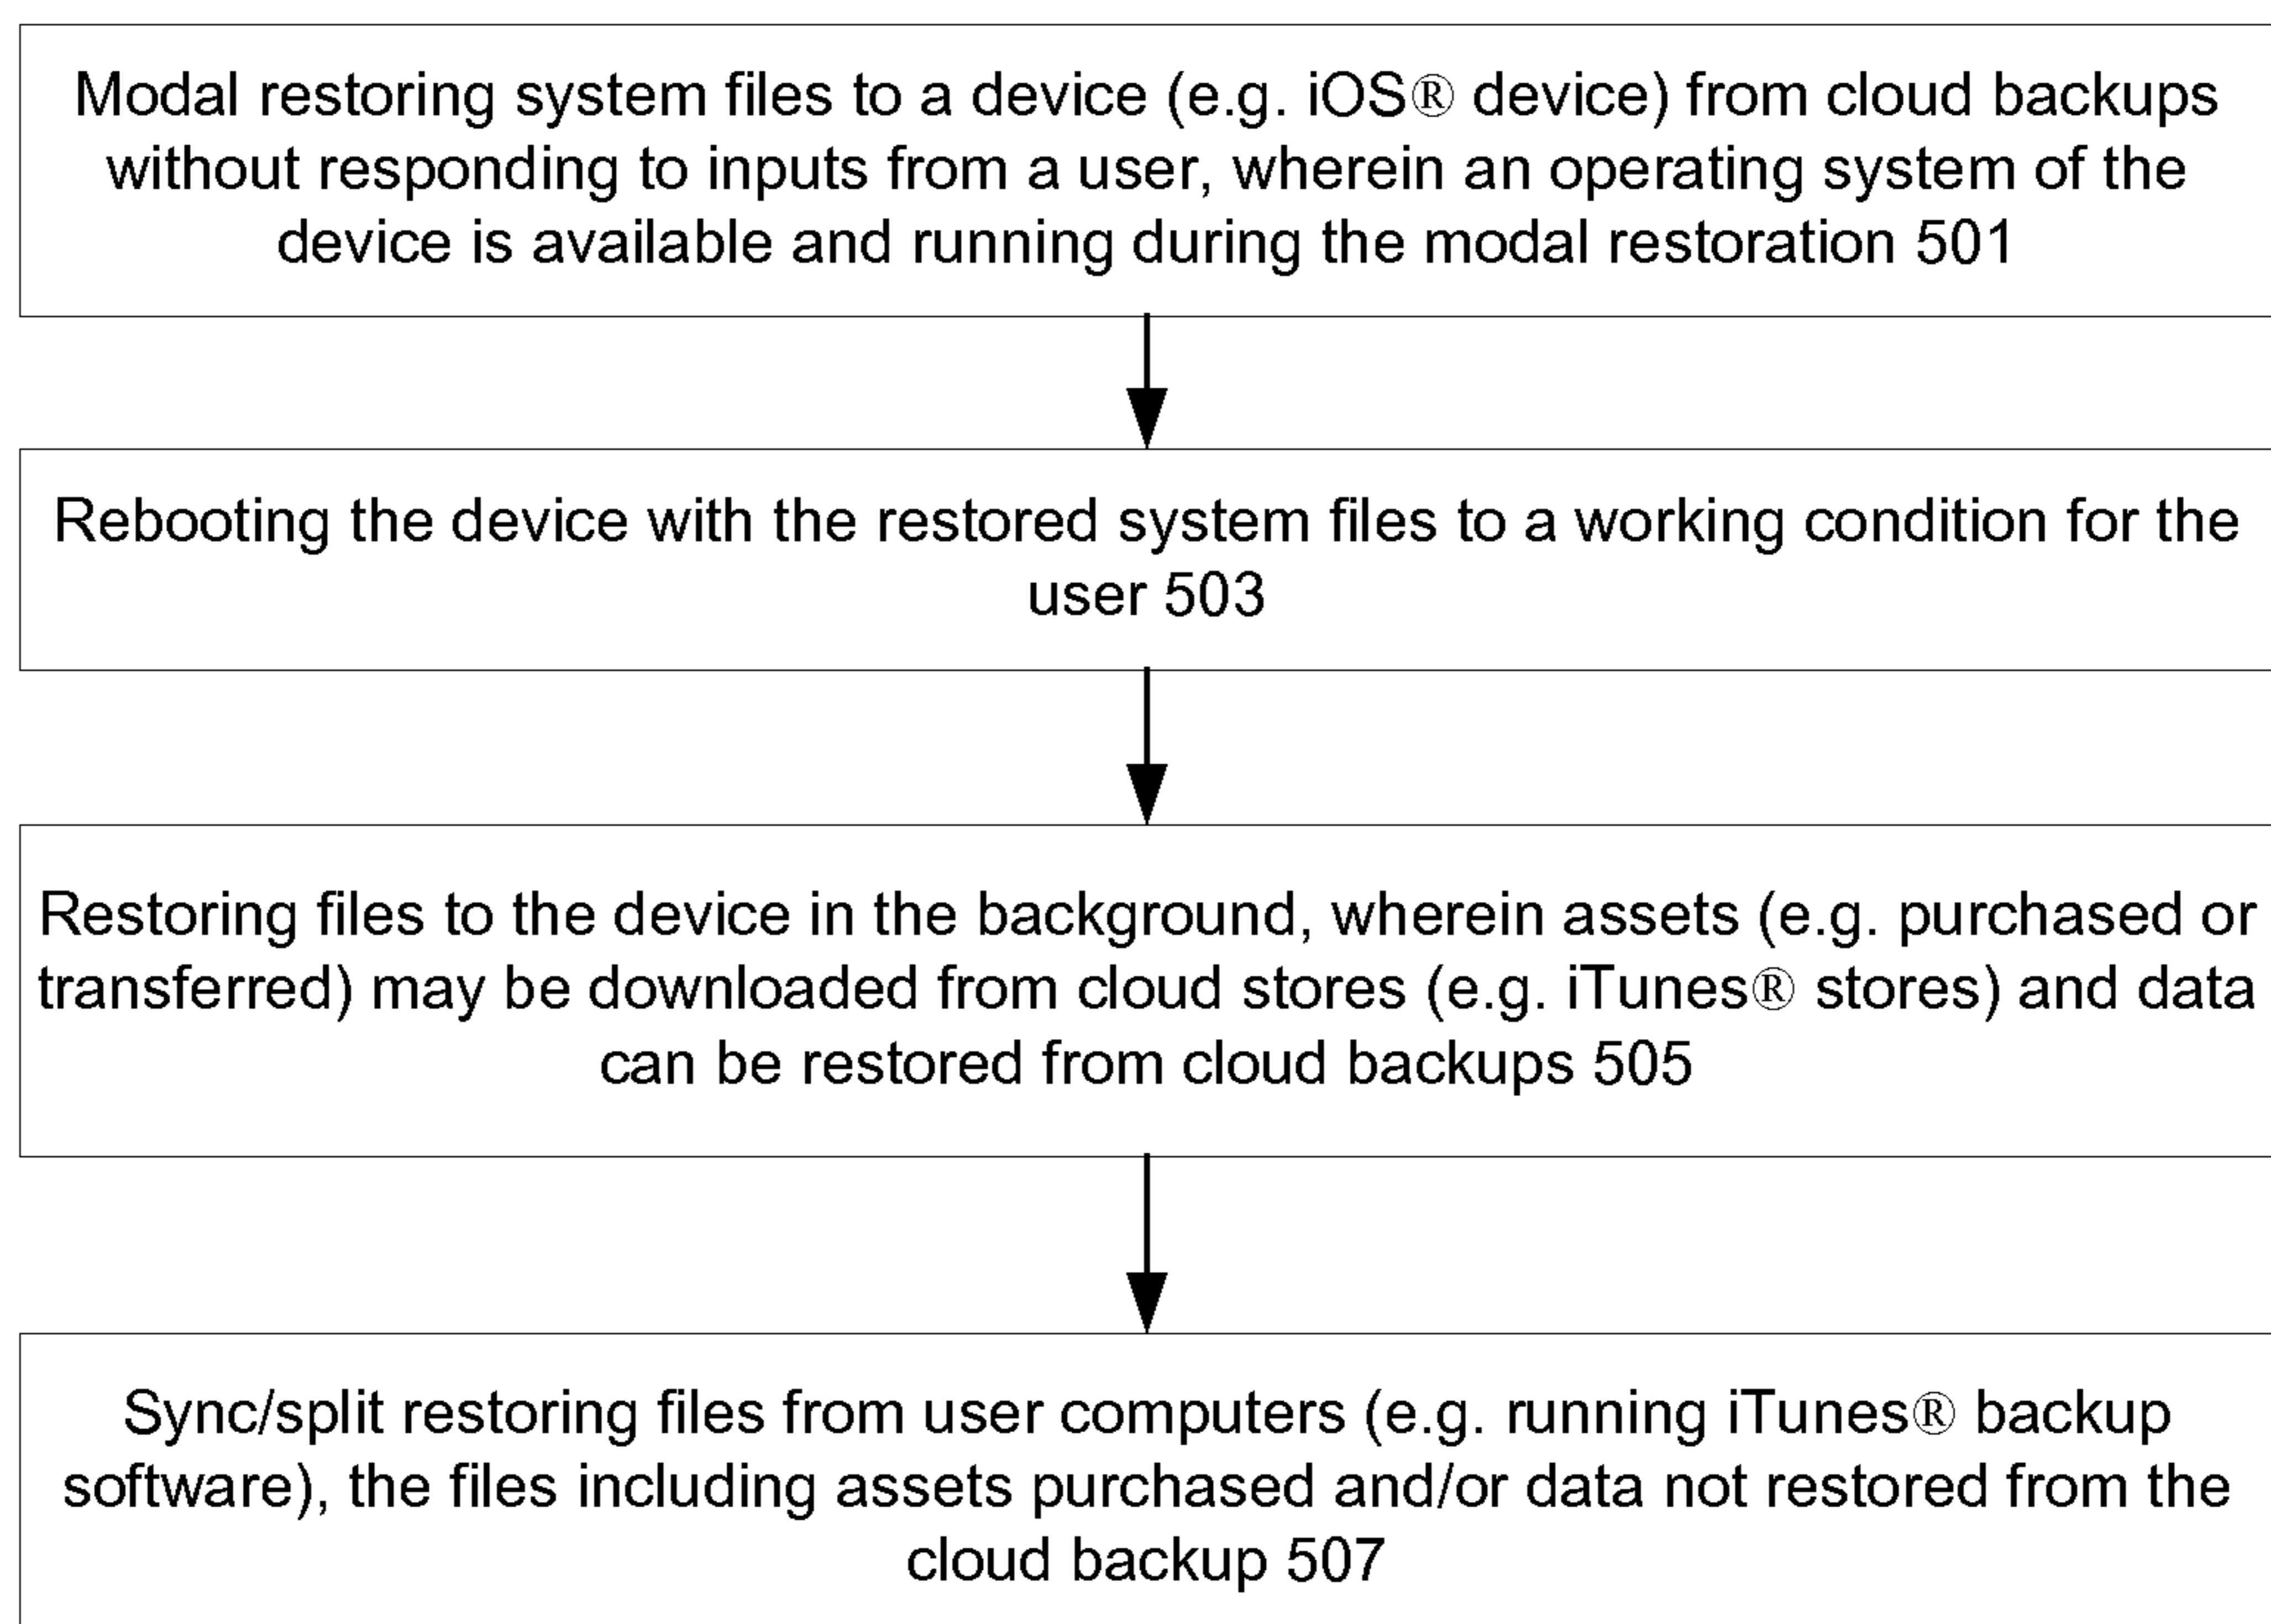 Modal restoring system files to a device (e.g. iOS® device) from cloud backups
without responding to inputs from a user, wherein an operating system of the
device is available and running during the modal restoration 501
Rebooting the device with the restored system files to a working condition for the
user 503
Restoring files to the device in the background, wherein assets (e.g. purchased or
transferred) may be downloaded from cloud stores (e.g. iTunes® stores) and data
can be restored from cloud backups 505
Sync/split restoring files from user computers (e.g. running iTunes® backup
software), the files including assets purchased and/or data not restored from the
cloud backup 507